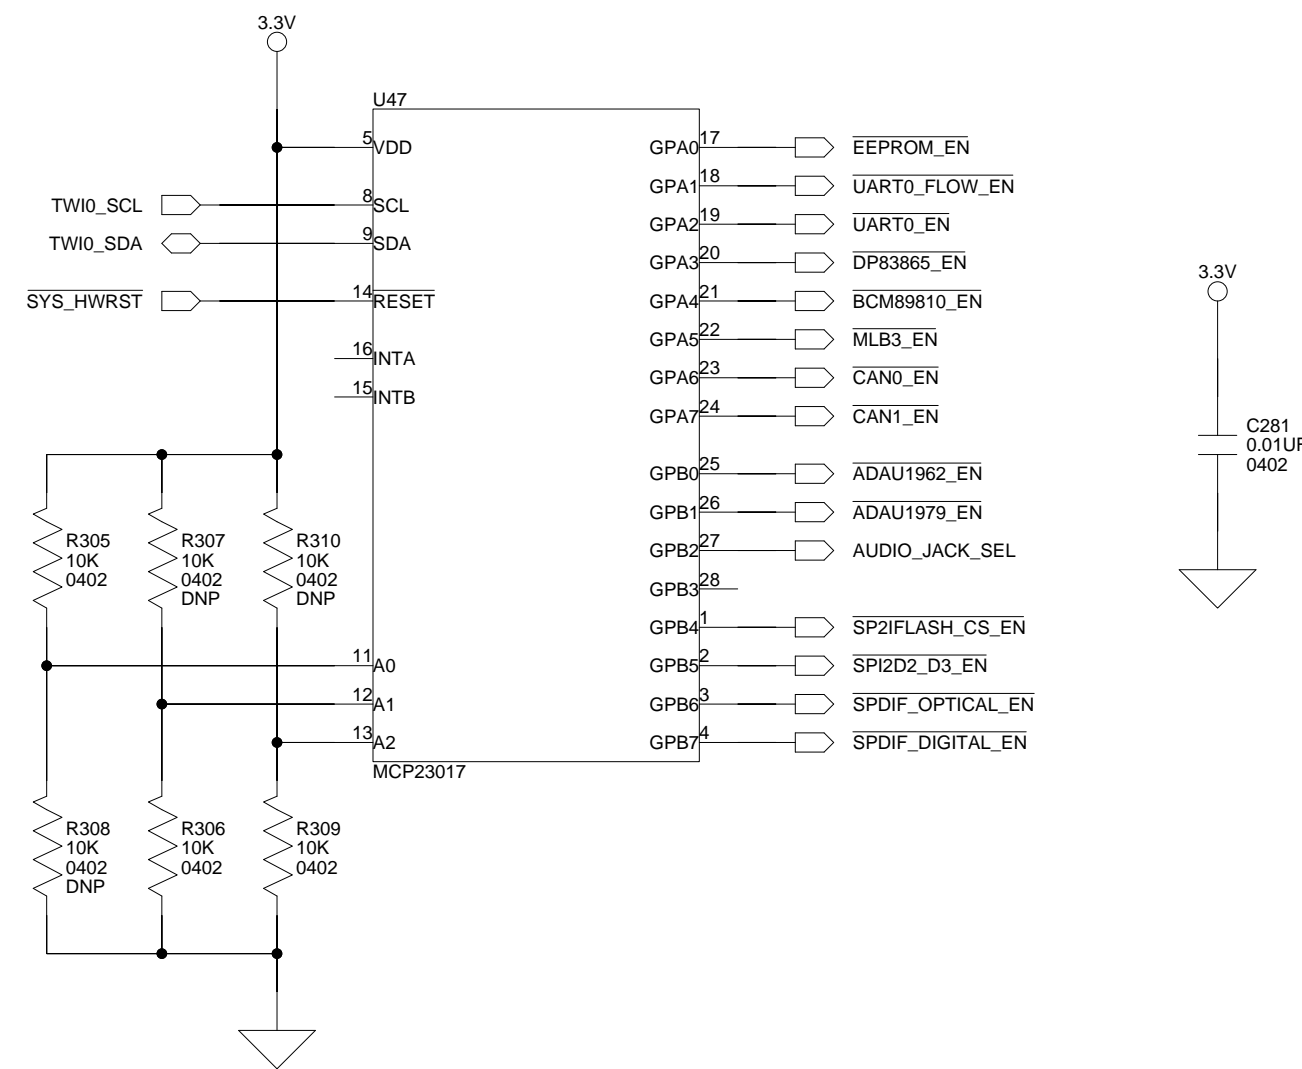 3.3V
U47
5 VDD GPA0 17 EEPROM_EN
GPA1 18 UART0_FLOW_EN
TWI0_SCL 8 SCL
GPA2 19 UART0_EN
TWI0_SDA 9 SDA
GPA3 20 DP83865_EN
3.3V
SYS_HWRST 14 RESET GPA4 21 BCM89810_EN
GPA5 22 MLB3_EN
16 INTA
GPA6 23 CAN0_EN
15 INTB
GPA7 24 CAN1_EN
C281
0.01UF
0402
GPB0 25 ADAU1962_EN
GPB1 26 ADAU1979_EN
R305
10K
0402
R307
10K
0402
DNP
R310
10K
0402
DNP
GPB2 27 AUDIO_JACK_SEL
GPB3 28
GPB4 1 SP2IFLASH_CS_EN
11 A0 GPB5 2 SPI2D2_D3_EN
12 A1 GPB6 3 SPDIF_OPTICAL_EN
13 A2 GPB7 4 SPDIF_DIGITAL_EN
MCP23017
R308
10K
0402
DNP
R306
10K
0402
R309
10K
0402